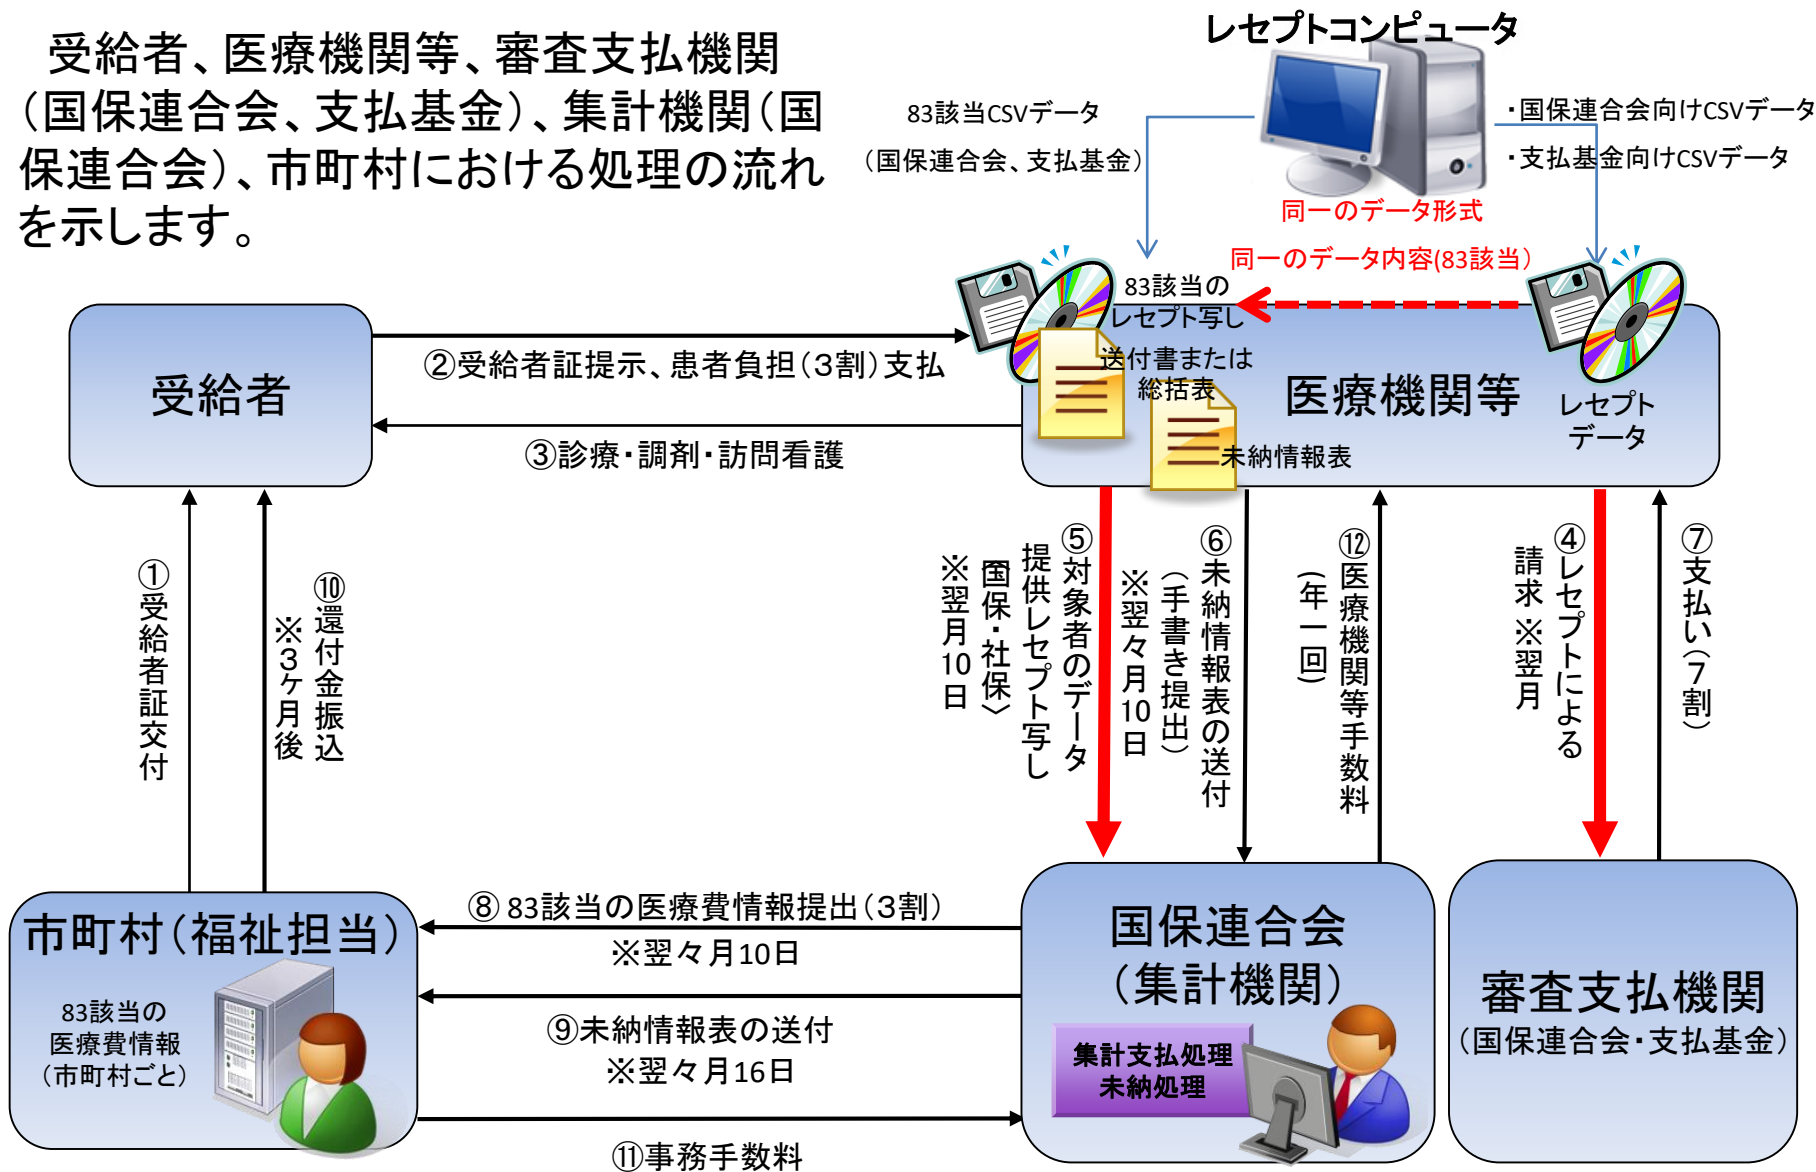 受給者、医療機関等、審査支払機関
（国保連合会、支払基金）、集計機関（国
保連合会）、市町村における処理の流れ
を示します。
レセプトコンピュータ
83該当CSVデータ
（国保連合会、支払基金）
・国保連合会向けCSVデータ
・支払基金向けCSVデータ
同一のデータ形式
同一のデータ内容(83該当）
83該当の
レセプト写し
送付書または
総括表
未納情報表
医療機関等
レセプト
データ
受給者
②受給者証提示、患者負担（３割）支払
③診療・調剤・訪問看護
①受給者証交付
⑩還付金振込
※３ヶ月後
⑤対象者のデータ
提供レセプト写し
〈国保・社保〉
※翌月10日
⑥未納情報表の送付
（手書き提出）
※翌々月10日
⑫医療機関等手数料
（年一回）
④レセプトによる
請求 ※翌月
⑦支払い（７割）
市町村（福祉担当）
83該当の
医療費情報
（市町村ごと）
⑧83該当の医療費情報提出（３割）
※翌々月10日
⑨未納情報表の送付
※翌々月16日
⑪事務手数料
国保連合会
（集計機関）
集計支払処理
未納処理
審査支払機関
（国保連合会・支払基金）